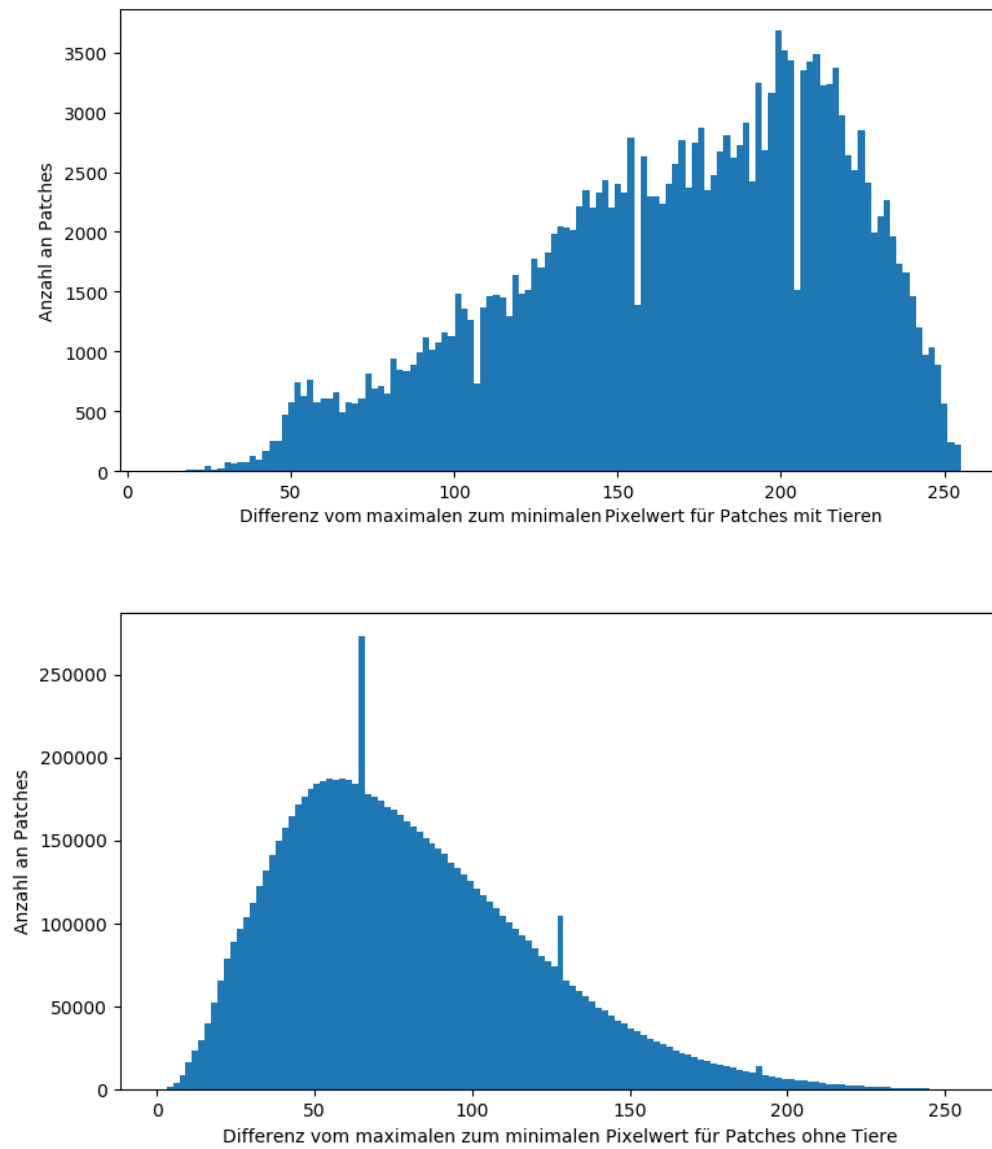 3500
3000
2500
2000
1500
1000
500
0
Anzahl an Patches
0 50 100 150 200 250
Differenz vom maximalen zum minimalen Pixelwert für Patches mit Tieren
250000
200000
150000
100000
50000
0
Anzahl an Patches
0 50 100 150 200 250
Differenz vom maximalen zum minimalen Pixelwert für Patches ohne Tiere